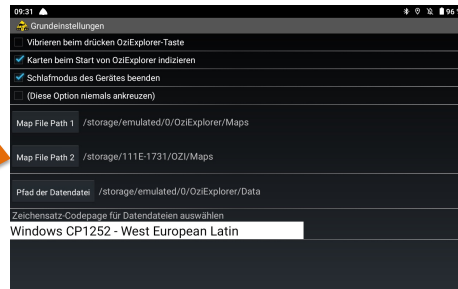 09:31 96%
Grundeinstellungen
Vibrieren beim drücken OziExplorer-Taste
Karten beim Start von OziExplorer indizieren
Schlafmodus des Gerätes beenden
(Diese Option niemals ankreuzen)
Map File Path 1 /storage/emulated/0/OziExplorer/Maps
Map File Path 2 /storage/111E-1731/OZI/Maps
Pfad der Datendatei /storage/emulated/0/OziExplorer/Data
Zeichensatz-Codepage für Datendateien auswählen
Windows CP1252 - West European Latin